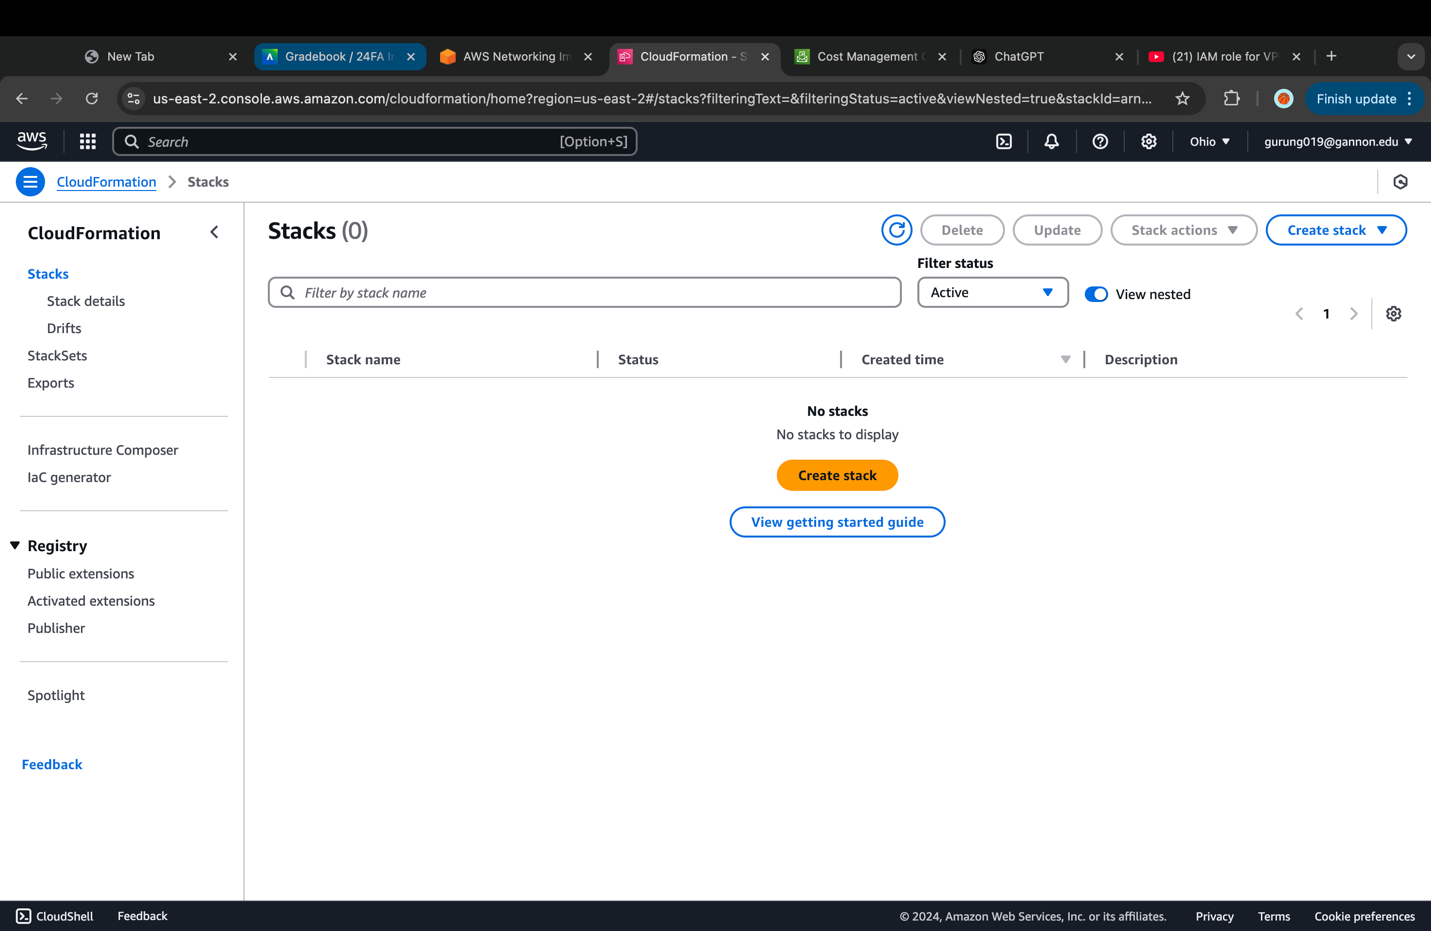 New Tab
Gradebook / 24FA In
AWS Networking Im
CloudFormation - S
Cost Management
ChatGPT
(21) IAM role for VP
us-east-2.console.aws.amazon.com/cloudformation/home?region=us-east-2#/stacks?filteringText=&filteringStatus=active&viewNested=true&stackId=arn...
Finish update
aws
Search
[Option+S]
Ohio
gurung019@gannon.edu
CloudFormation
Stacks
CloudFormation
Stacks
Stack details
Drifts
StackSets
Exports
Infrastructure Composer
IaC generator
Registry
Public extensions
Activated extensions
Publisher
Spotlight
Feedback
Stacks (0)
Delete
Update
Stack actions
Create stack
Filter by stack name
Filter status
Active
View nested
1
Stack name
Status
Created time
Description
No stacks
No stacks to display
Create stack
View getting started guide
CloudShell
Feedback
© 2024, Amazon Web Services, Inc. or its affiliates.
Privacy
Terms
Cookie preferences